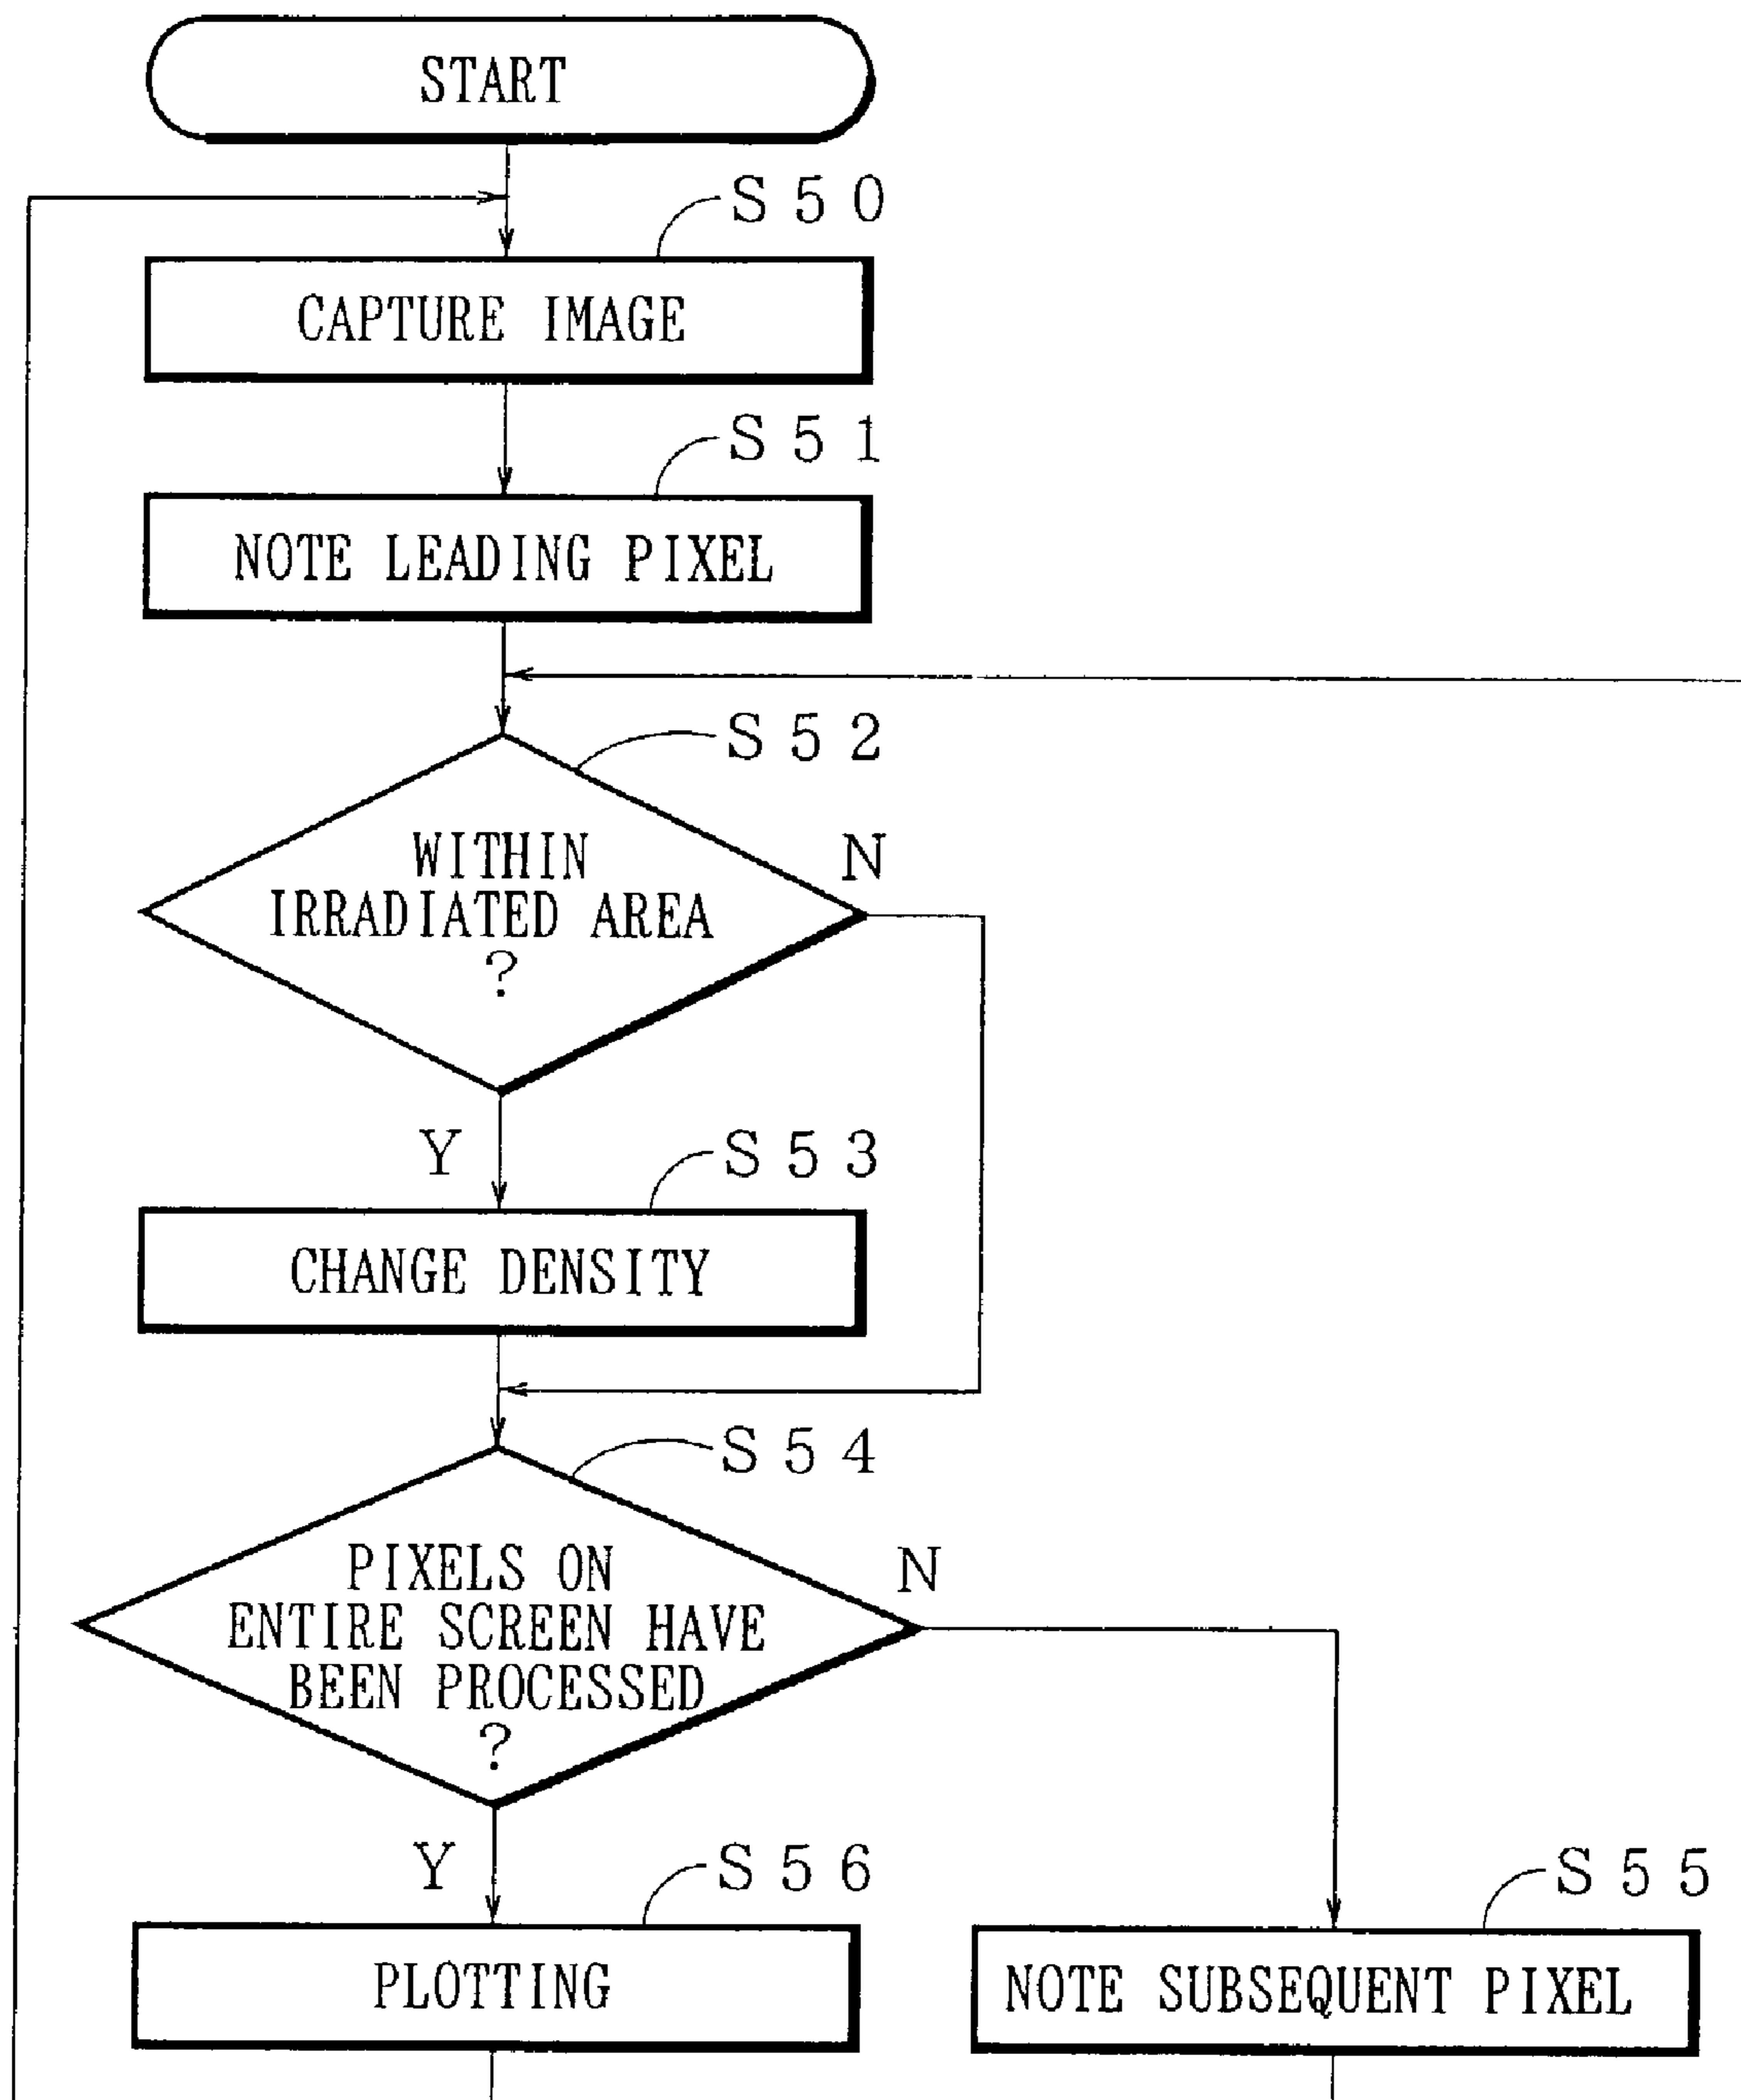 START
S50
CAPTURE IMAGE
S51
NOTE LEADING PIXEL
S52
WITHIN
IRRADIATED AREA
?
N
Y
S53
CHANGE DENSITY
S54
PIXELS ON
ENTIRE SCREEN HAVE
BEEN PROCESSED
?
N
Y
S56
PLOTTING
S55
NOTE SUBSEQUENT PIXEL